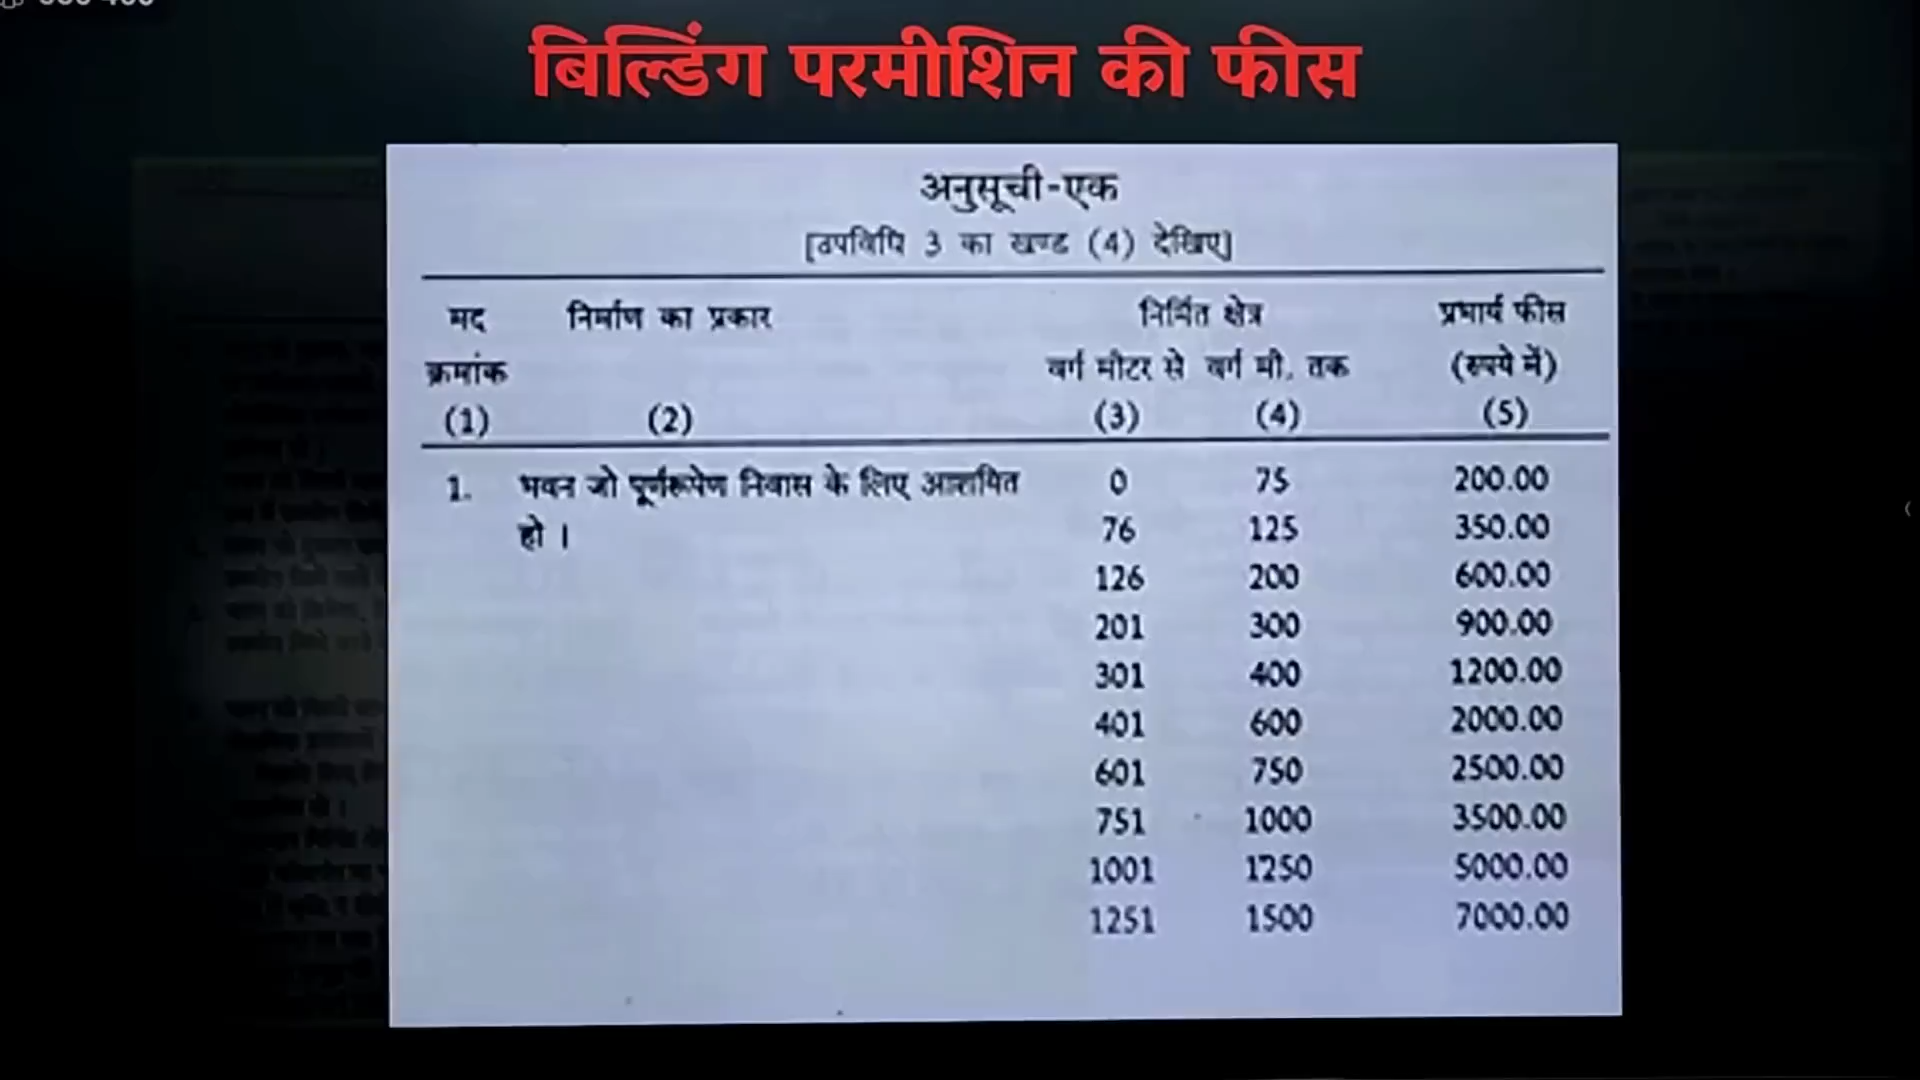 बिल्डिंग परमीशिन की फीस
अनुसूची-एक
[उपविधि 3 का खण्ड (4) देखिए]
मद निर्माण का प्रकार निर्मित क्षेत्र प्रभार्य फीस
क्रमांक वर्ग मीटर से वर्ग मी. तक (रुपये में)
(1) (2) (3) (4) (5)
1. भवन जो पूर्णरूपेण निवास के लिए आशयित 0 75 200.00
हो । 76 125 350.00
126 200 600.00
201 300 900.00
301 400 1200.00
401 600 2000.00
601 750 2500.00
751 1000 3500.00
1001 1250 5000.00
1251 1500 7000.00